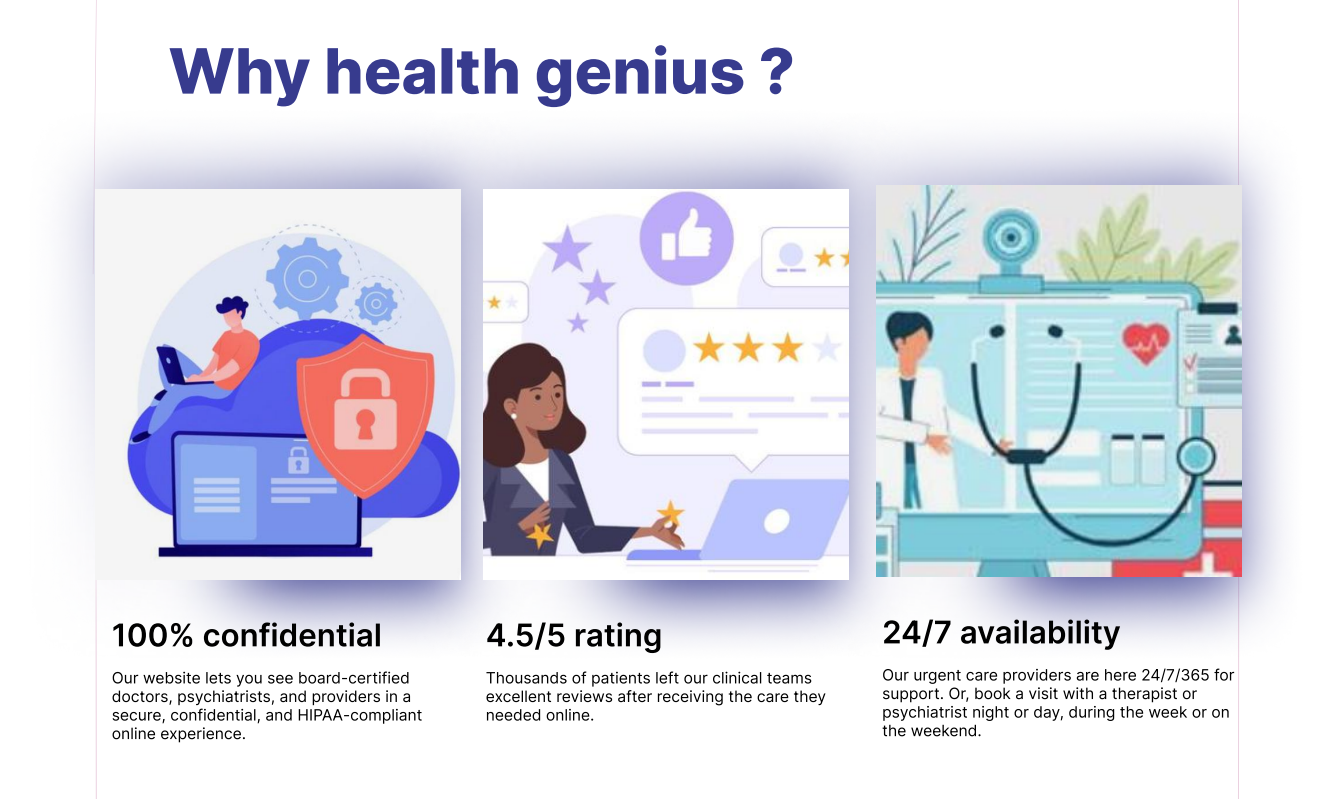 Why health genius ?
100% confidential
Our website lets you see board-certified
doctors, psychiatrists, and providers in a
secure, confidential, and HIPAA-compliant
online experience.
4.5/5 rating
Thousands of patients left our clinical teams
excellent reviews after receiving the care they
needed online.
24/7 availability
Our urgent care providers are here 24/7/365 for
support. Or, book a visit with a therapist or
psychiatrist night or day, during the week or on
the weekend.